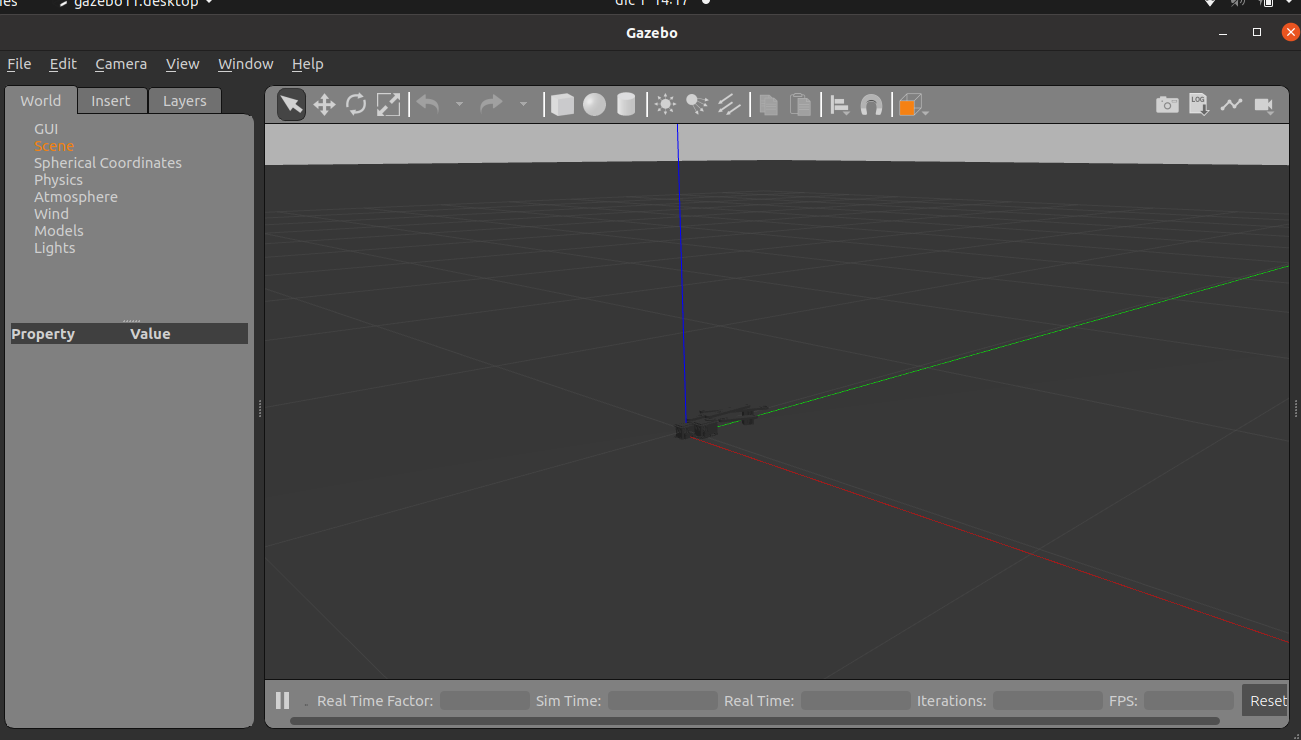 gazebo11.desktop
dic 1 14:17
Gazebo
File Edit Camera View Window Help
World Insert Layers
GUI
Scene
Spherical Coordinates
Physics
Atmosphere
Wind
Models
Lights
Property Value
LOG
Real Time Factor: Sim Time: Real Time: Iterations: FPS: Reset